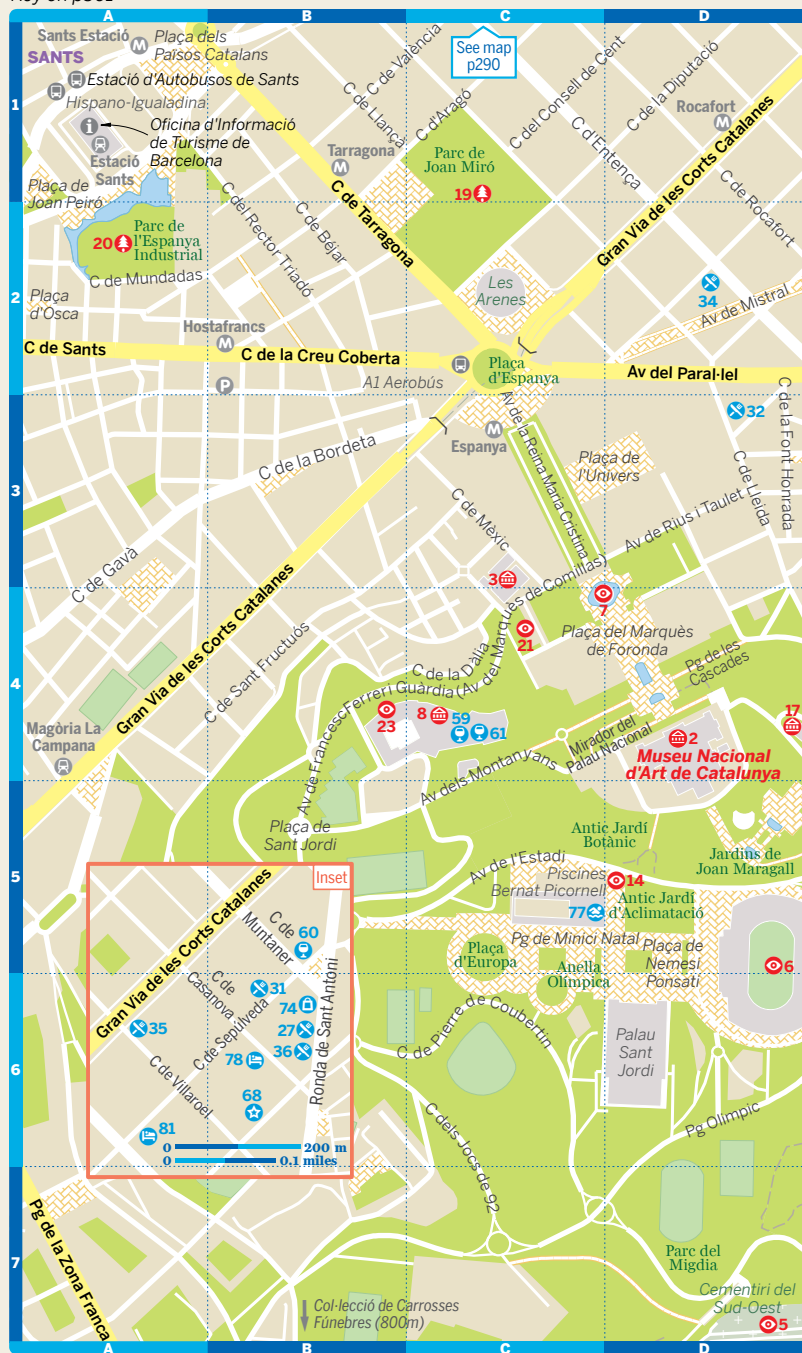 A
B
C
D
Sants Estació
M
Plaça dels
Països Catalans
SANTS
Estació d'Autobusos de Sants
Hispano-Igualadina
Oficina d'Informació
de Turisme de
Barcelona
Estació
Sants
Plaça de
Joan Peiró
C de València
C de Llançà
C d'Aragó
See map
p290
C del Consell de Cent
C de la Diputació
C d'Entença
Rocafort
M
C de Rocafort
1
Tarragona
M
Parc de
Joan Miró
19
C de Tarragona
Gran Via de les Corts Catalanes
20
Parc de
l'Espanya
Industrial
C del Rector Triadó
C de Béjar
C de Mundadas
Les
Arenes
34
Av de Mistral
2
Plaça
d'Osca
Hostafrancs
M
C de Sants
C de la Creu Coberta
P
A1 Aerobús
Plaça
d'Espanya
Av del Paral·lel
32
C de la Font Honrada
C de la Bordeta
M
Espanya
Av de la Reina Maria Cristina
Plaça de
l'Univers
C de Lleida
3
C de Mèxic
Av de Rius i Taulet
C de Gavà
3
7
21
Plaça del Marquès
de Foronda
Gran Via de les Corts Catalanes
C de Sant Fructuós
C de la Dàlia
Av de Francesc Ferrer i Guàrdia (Av del Marquès de Comillas)
Pg de les
Cascades
4
23
8
59
61
Mirador del
Palau Nacional
2
17
Museu Nacional
d'Art de Catalunya
Magòria La
Campana
Av dels Montanyans
Plaça de
Sant Jordi
Antic Jardí
Botànic
Jardins de
Joan Maragall
5
Av de l'Estadi
Piscines
Bernat Picornell
14
Antic Jardí
d'Aclimatació
77
Inset
Gran Via de les Corts Catalanes
C de
Muntaner
60
Pg de Minici Natal
Plaça
d'Europa
Anella
Olímpica
Plaça de
Nemesi
Ponsati
6
C de
Casanova
31
74
27
36
35
C de Sepúlveda
78
Ronda de Sant Antoni
C de Villaroel
68
81
0
200 m
0
0.1 miles
6
C de Pierre de Coubertin
Palau
Sant
Jordi
Pg Olímpic
C dels Jocs de 92
Pg de la Zona Franca
7
Parc del
Migdia
Cementiri del
Sud-Oest
5
Col·lecció de Carrosses
Fúnebres (800m)
A
B
C
D